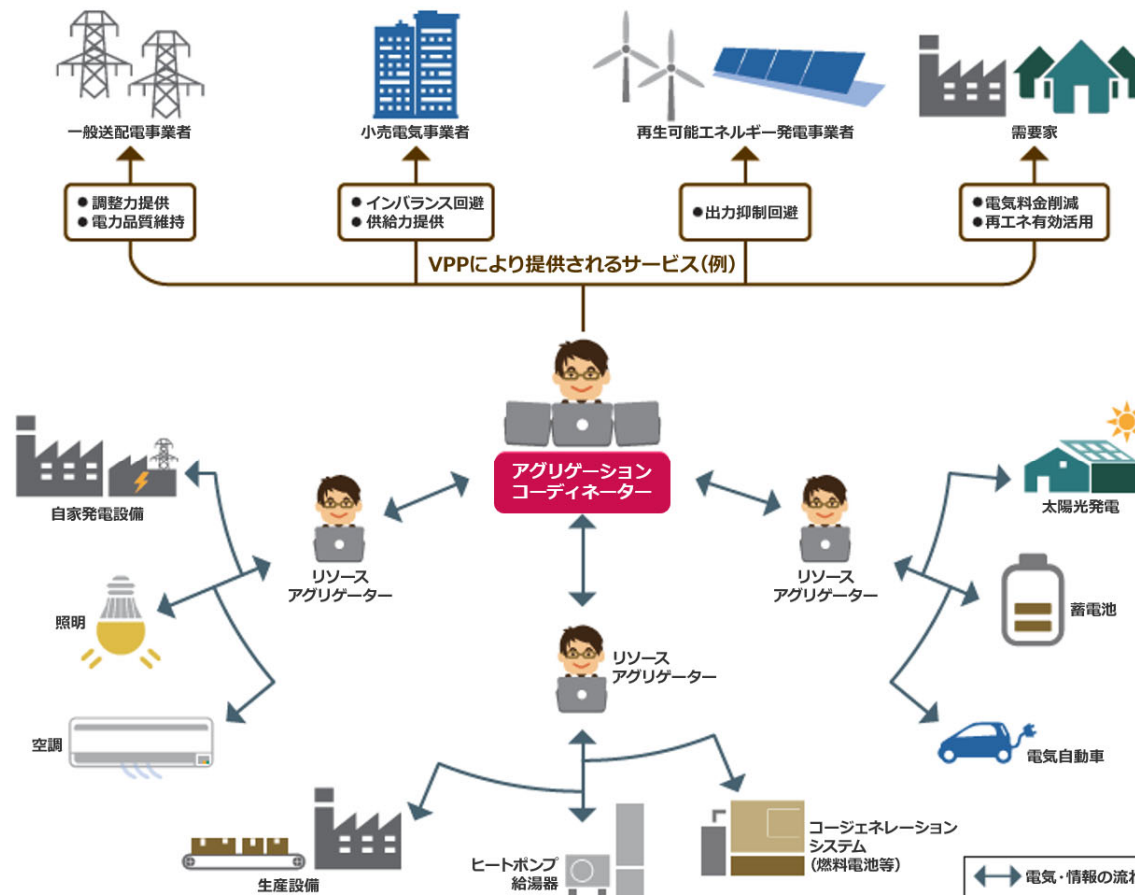 一般送配電事業者
小売電気事業者
再生可能エネルギー発電事業者
需要家
●調整力提供
●電力品質維持
●インバランス回避
●供給力提供
●出力抑制回避
●電気料金削減
●再エネ有効活用
VPPにより提供されるサービス(例)
アグリゲーション
コーディネーター
自家発電設備
リソース
アグリゲーター
リソース
アグリゲーター
太陽光発電
照明
蓄電池
リソース
アグリゲーター
空調
電気自動車
生産設備
ヒートポンプ
給湯器
コージェネレーション
システム
(燃料電池等)
電気・情報の流れ